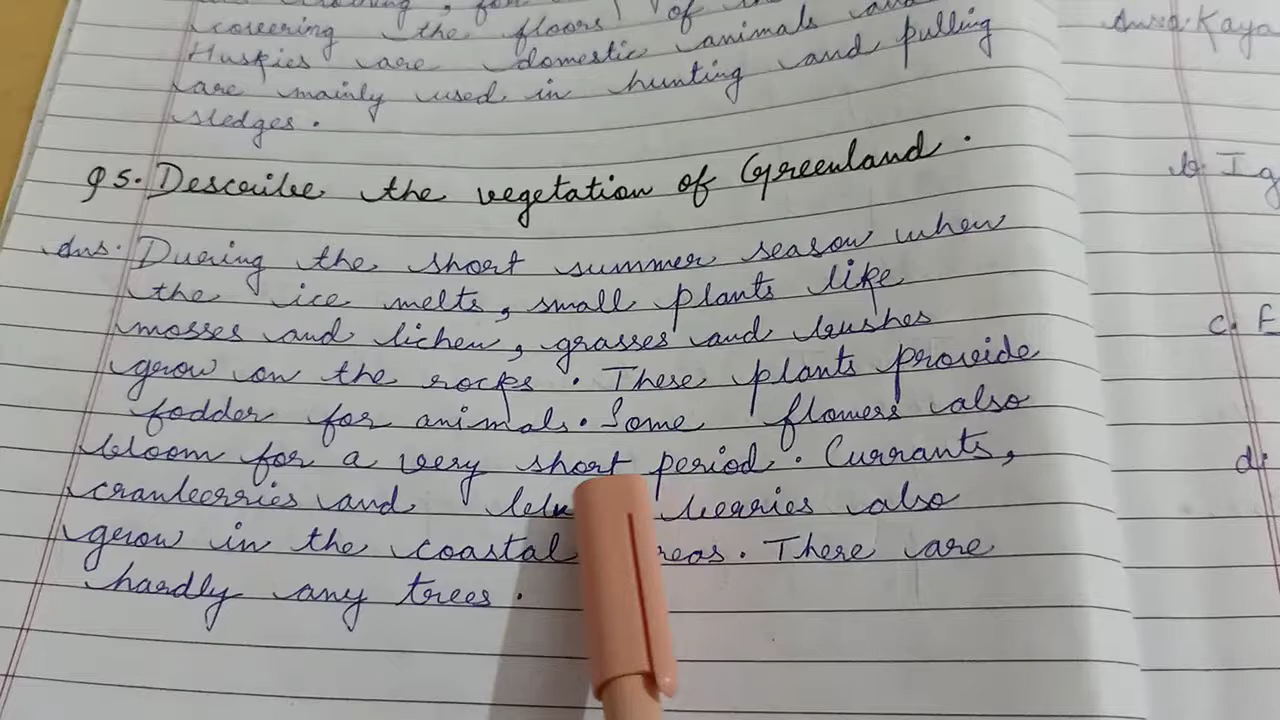 covering the floors of
Huskies are domestic animals
are mainly used in hunting and pulling
sledges.
Q5. Describe the vegetation of Greenland.
Ans. During the short summer season when
the ice melts, small plants like
mosses and lichen, grasses and bushes
grow on the rocks. These plants provide
fodder for animals. Some flowers also
bloom for a very short period. Currants,
cranberries and berries also
grow in the coastal reas. There are
hardly any trees.
Kaya
b. Ig
c. E
d.